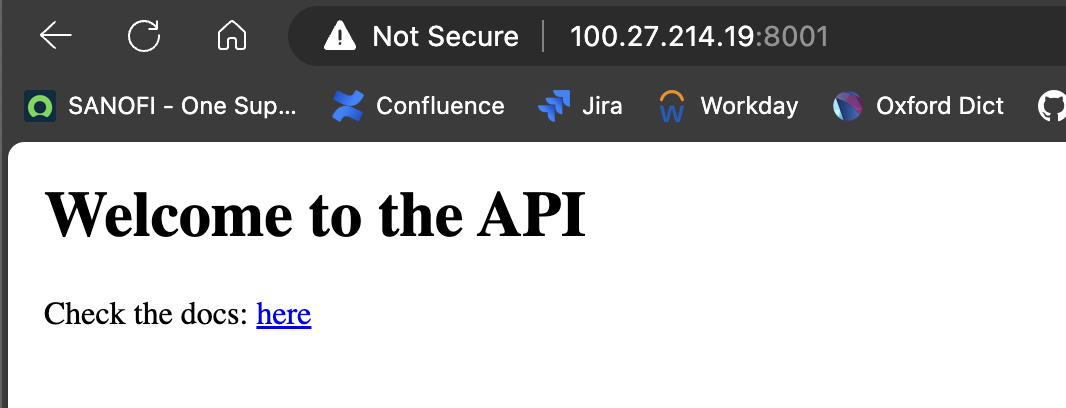 Not Secure | 100.27.214.19:8001
SANOFI - One Sup... Confluence Jira Workday Oxford Dict
Welcome to the API
Check the docs: here